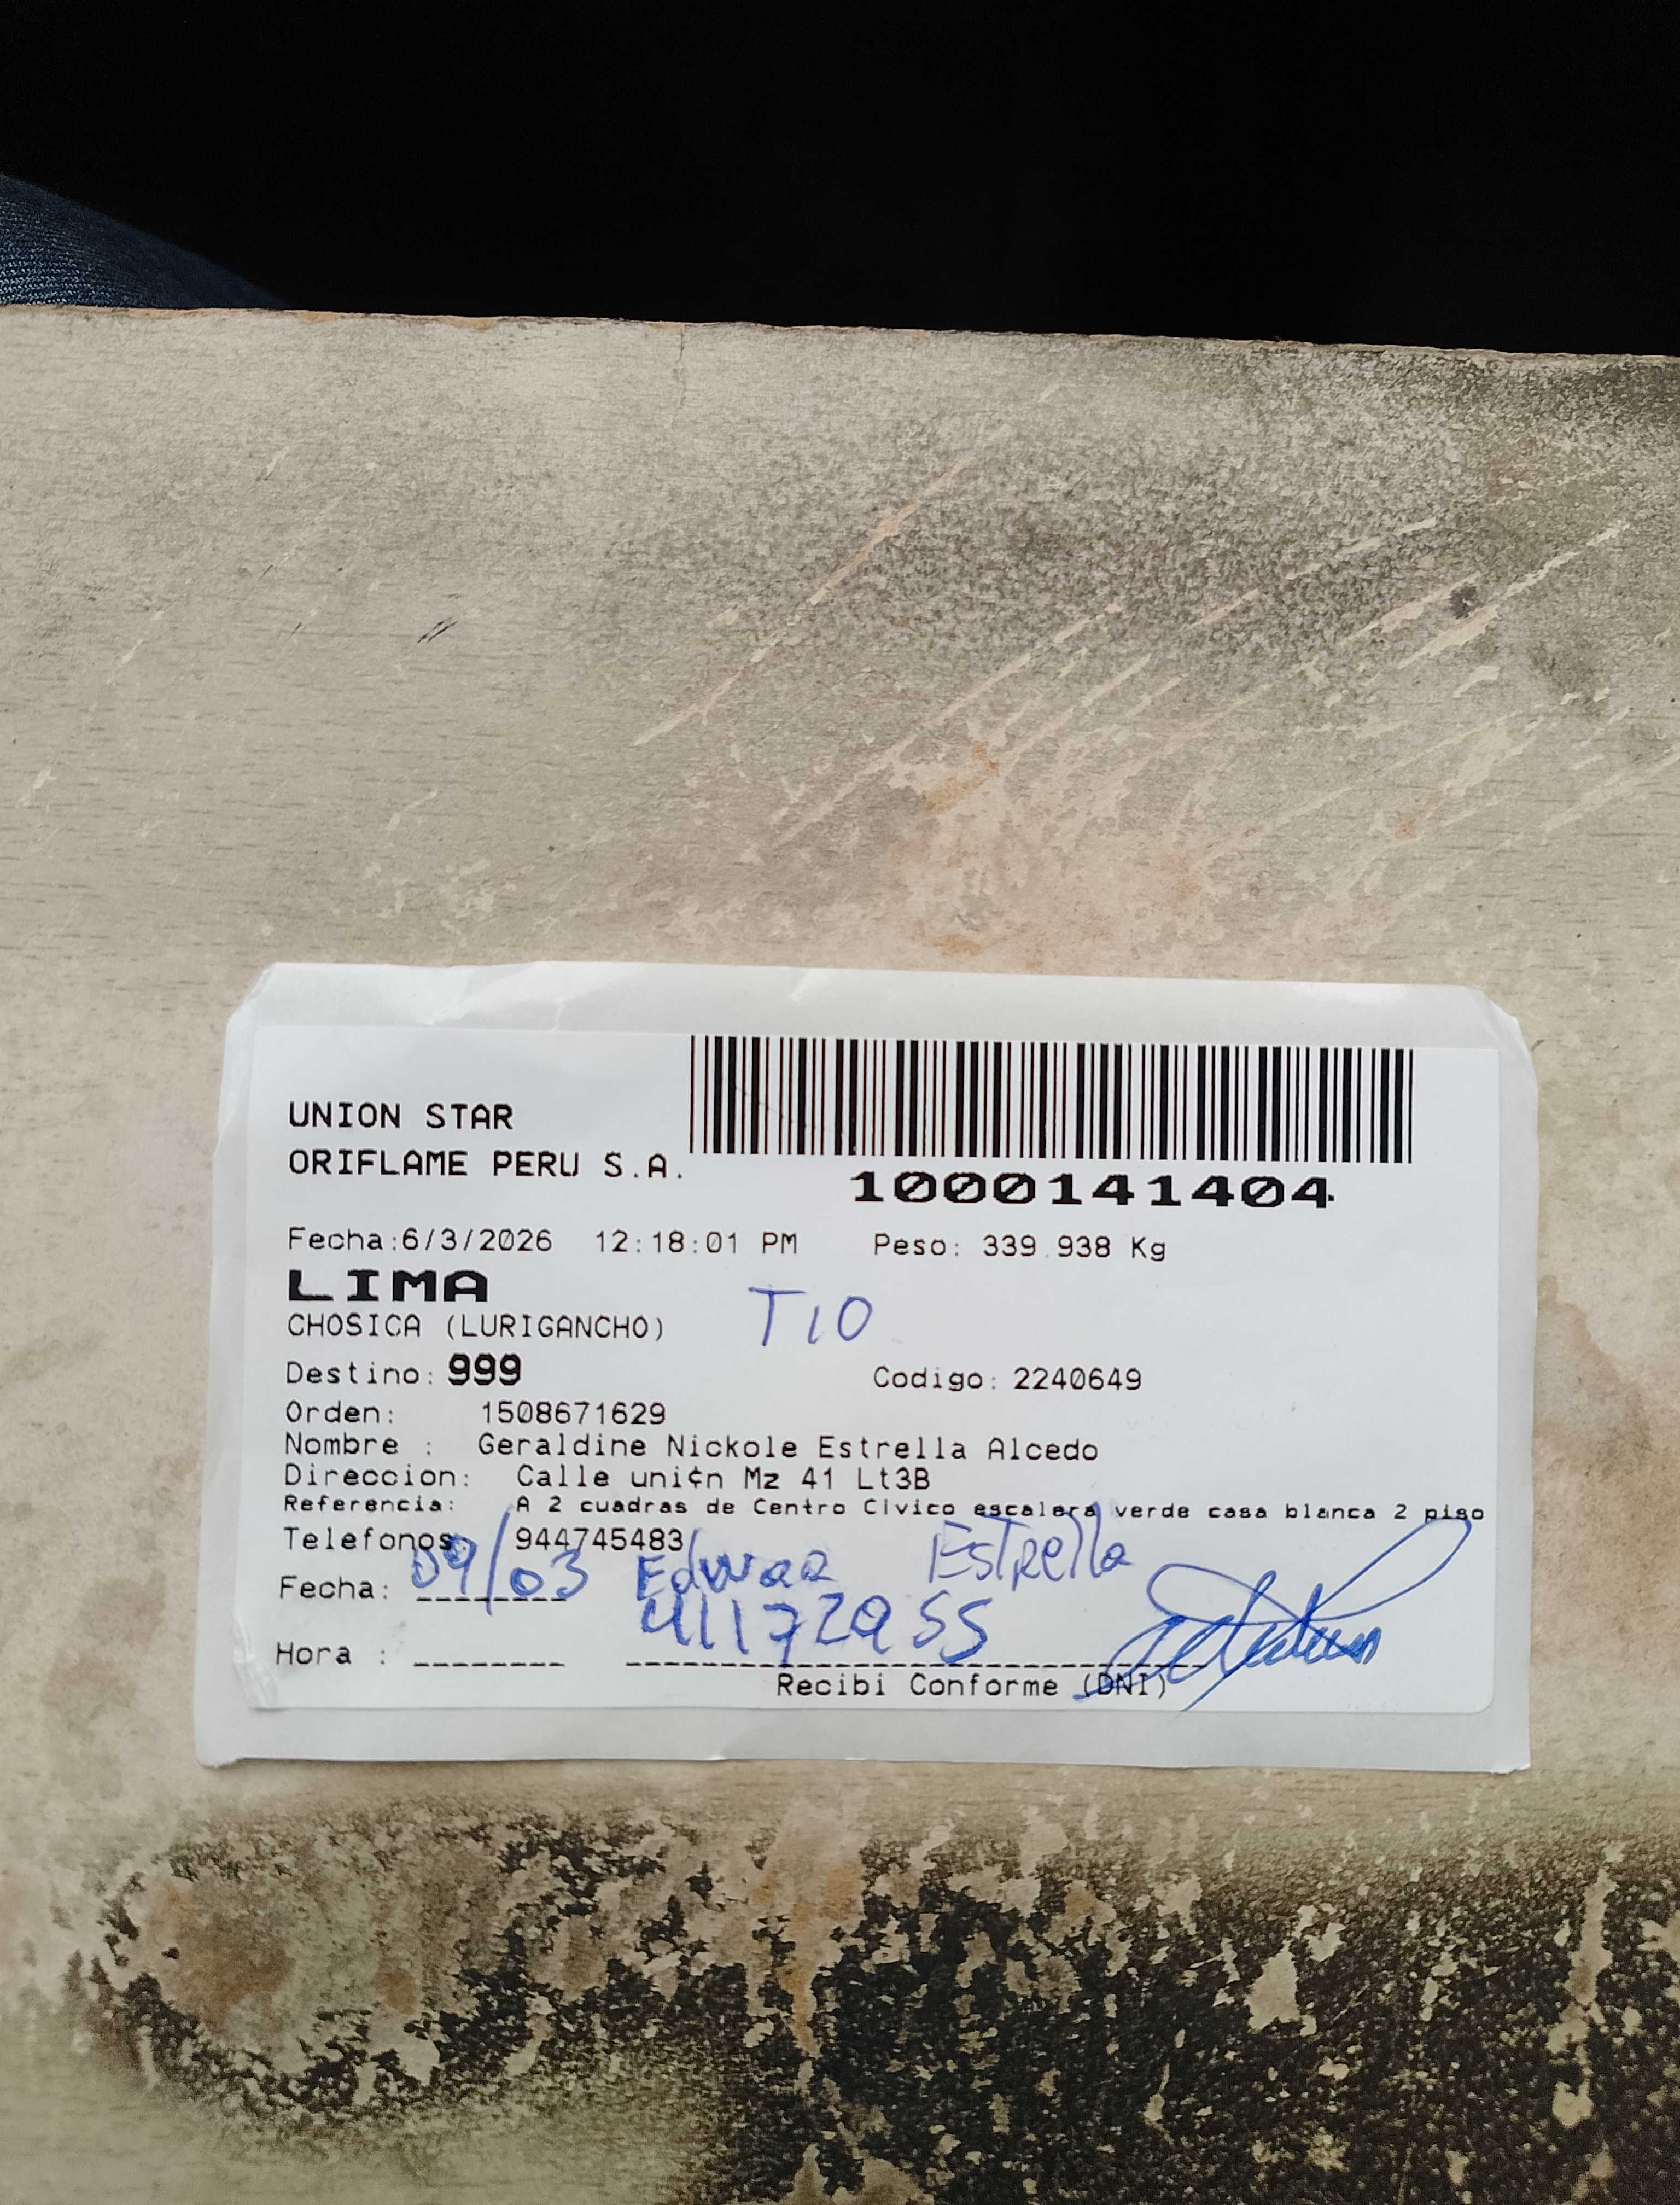 UNION STAR
ORIFLAME PERU S.A.
1000141404
Fecha:6/3/2026 12:18:01 PM Peso: 339.938 Kg
LIMA
TIO
CHOSICA (LURIGANCHO)
Destino: 999 Codigo: 2240649
Orden: 1508671629
Nombre : Geraldine Nickole Estrella Alcedo
Direccion: Calle uni¢n Mz 41 Lt3B
Referencia: A 2 cuadras de Centro Civico escalera verde casa blanca 2 piso
Telefonos 944745483
Fecha: 09/03 Estrella
41172955
Hora :
Recibi Conforme (DNI)